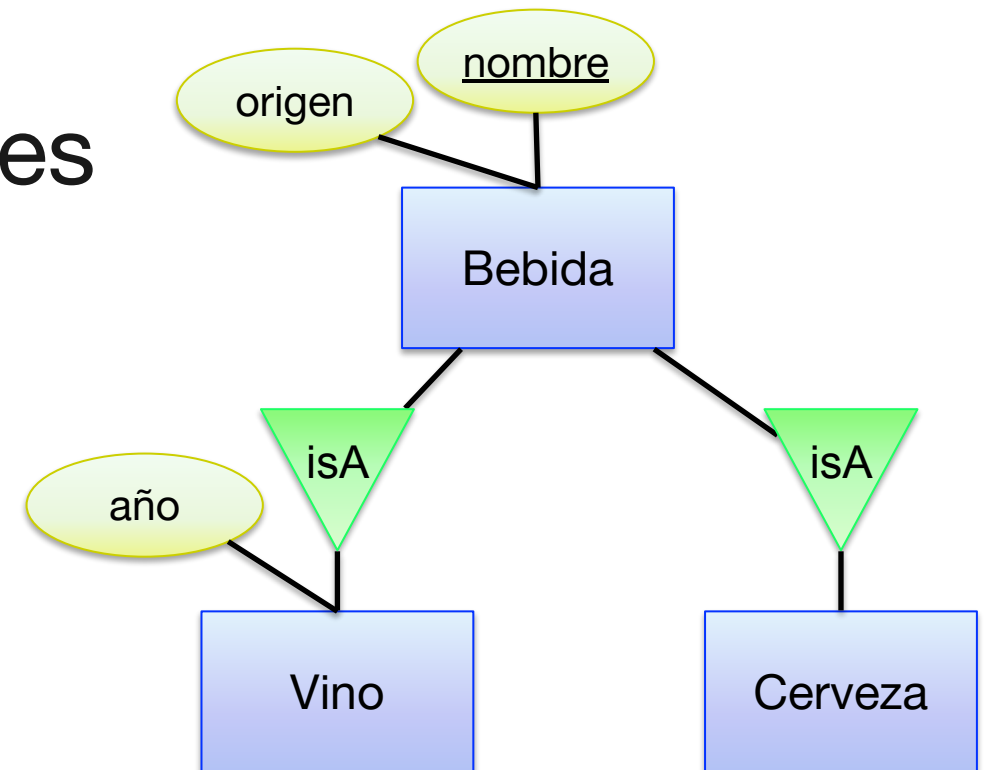 nombre
origen
es
Bebida
isA
isA
año
Vino
Cerveza